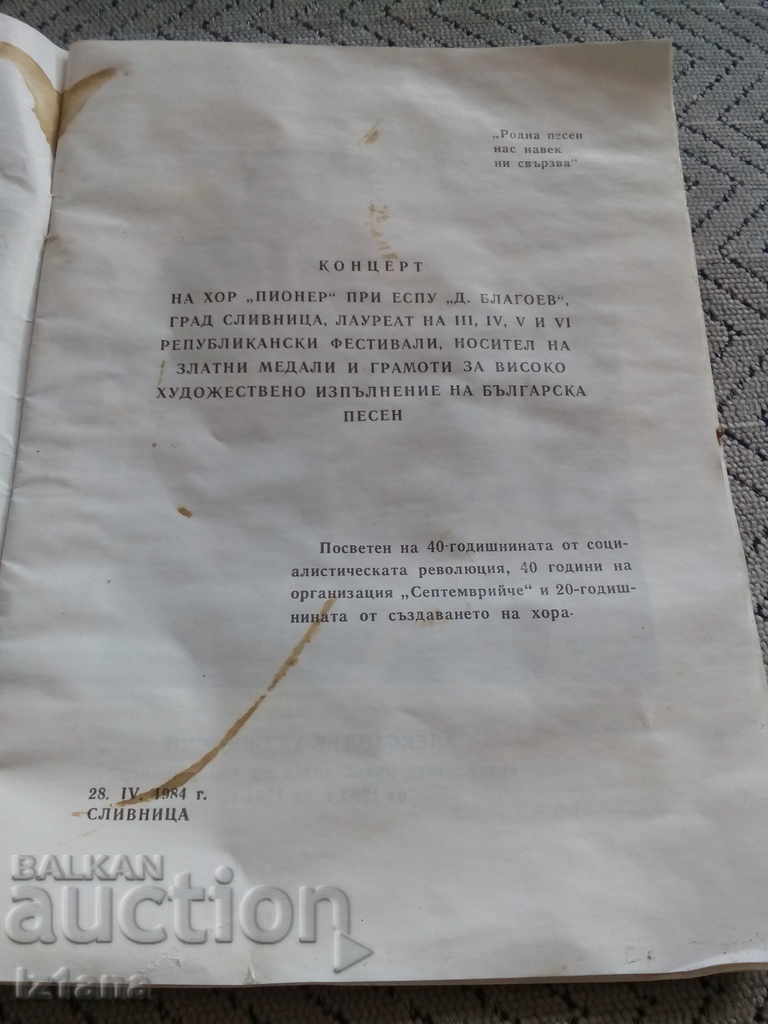 „Родна песен
нас навек
ни свързва“
КОНЦЕРТ
НА ХОР „ПИОНЕР“ ПРИ ЕСПУ „Д. БЛАГОЕВ“,
ГРАД СЛИВНИЦА, ЛАУРЕАТ НА III, IV, V И VI
РЕПУБЛИКАНСКИ ФЕСТИВАЛИ, НОСИТЕЛ НА
ЗЛАТНИ МЕДАЛИ И ГРАМОТИ ЗА ВИСОКО
ХУДОЖЕСТВЕНО ИЗПЪЛНЕНИЕ НА БЪЛГАРСКА
ПЕСЕН
Посветен на 40-годишнината от соци-
алистическата революция, 40 години на
организация „Септемврийче“ и 20-годиш-
нината от създаването на хора.
28. IV. 1984 г.
СЛИВНИЦА
BALKAN
auction
iz1ana